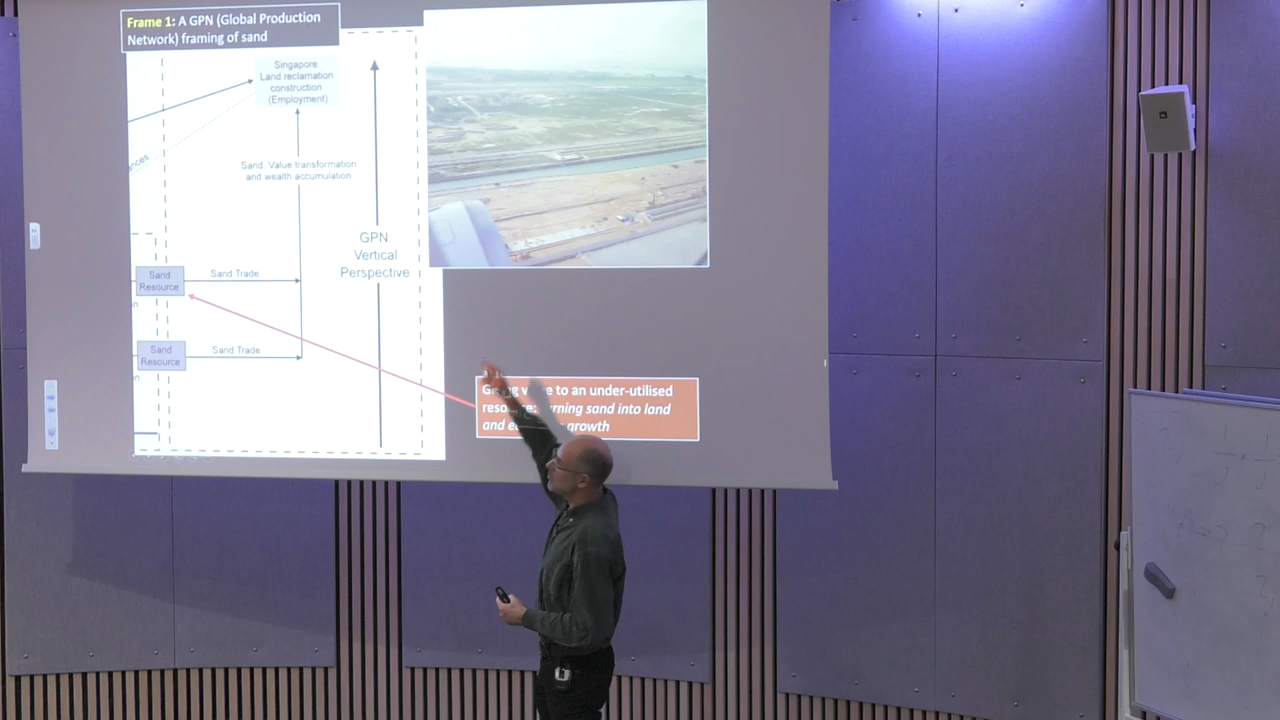 Frame 1: A GPN (Global Production
Network) framing of sand
Singapore
Land reclamation
construction
(Employment)
ances
Sand Value transformation
and wealth accumulation
GPN
Vertical
Perspective
Sand
Resource
Sand Trade
Sand
Resource
Sand Trade
Giving value to an under-utilised
resource: turning sand into land
and growth